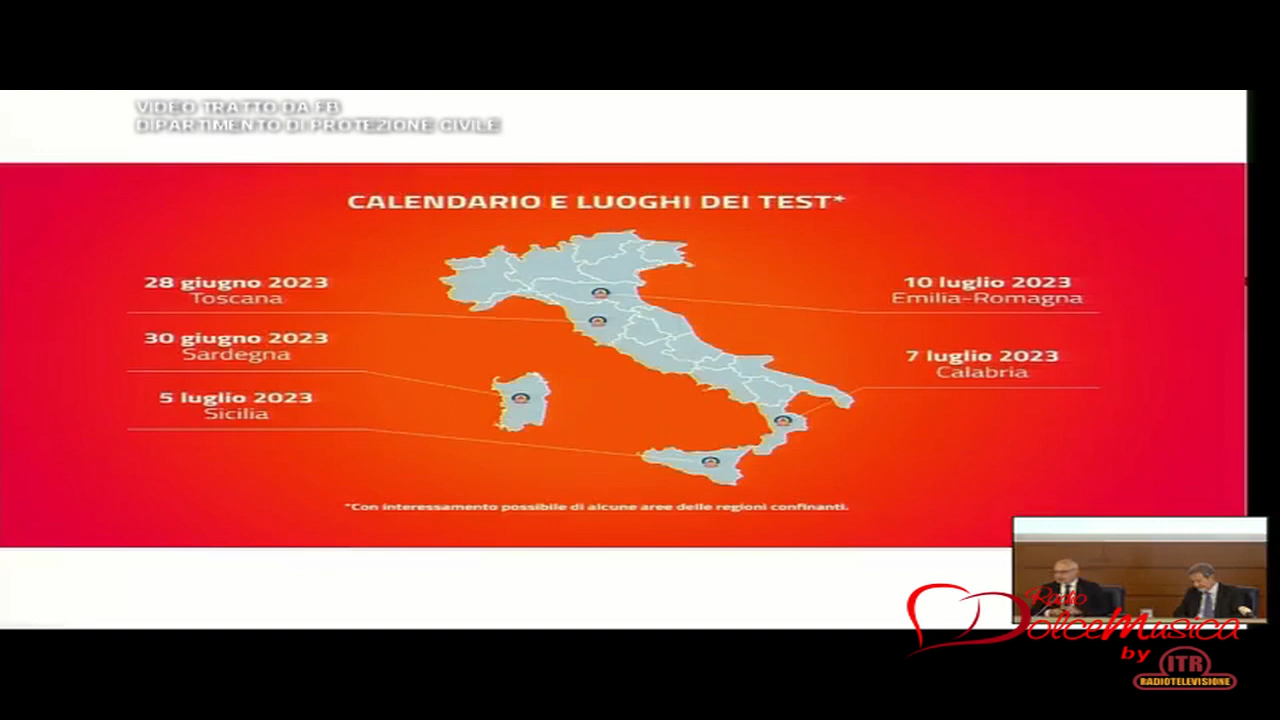 VIDEO TRATTO DA FB
DIPARTIMENTO DI PROTEZIONE CIVILE
CALENDARIO E LUOGHI DEI TEST*
28 giugno 2023
Toscana
30 giugno 2023
Sardegna
5 luglio 2023
Sicilia
10 luglio 2023
Emilia-Romagna
7 luglio 2023
Calabria
*Con interessamento possibile di alcune aree delle regioni confinanti.
Radio
DolceMusica
by
ITR
RADIOTELEVISIONE